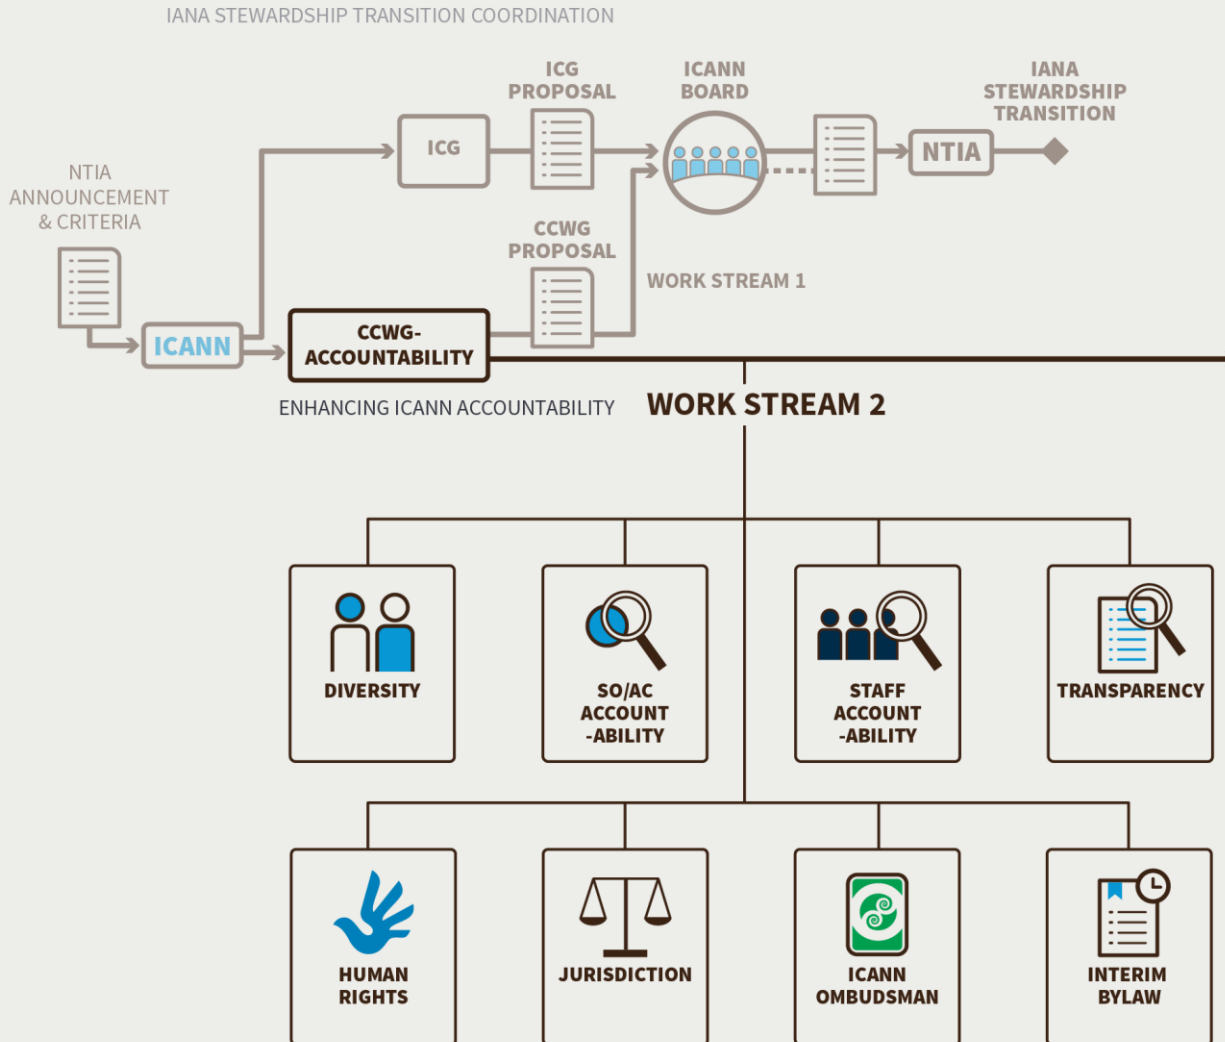 IANA STEWARDSHIP TRANSITION COORDINATION
ICG
PROPOSAL
ICANN
BOARD
IANA
STEWARDSHIP
TRANSITION
ICG
NTIA
NTIA
ANNOUNCEMENT
& CRITERIA
CCWG
PROPOSAL
WORK STREAM 1
ICANN
CCWG-
ACCOUNTABILITY
ENHANCING ICANN ACCOUNTABILITY
WORK STREAM 2
DIVERSITY
SO/AC
ACCOUNT
-ABILITY
STAFF
ACCOUNT
-ABILITY
TRANSPARENCY
HUMAN
RIGHTS
JURISDICTION
ICANN
OMBUDSMAN
INTERIM
BYLAW